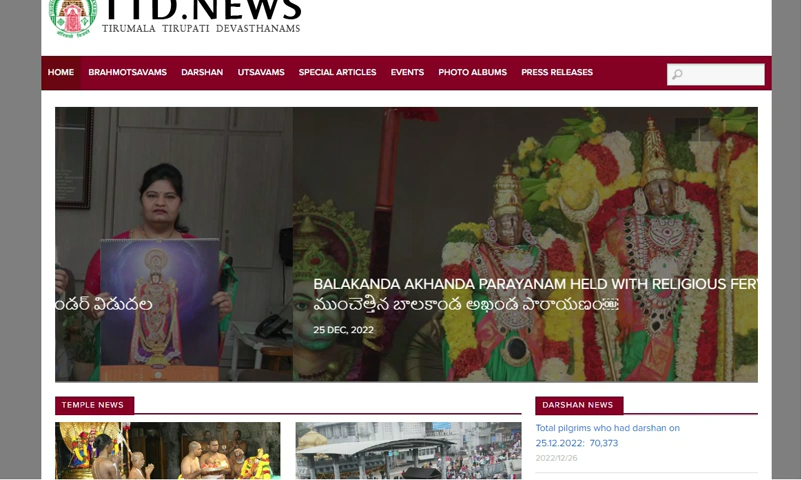 TTD.NEWS
TIRUMALA TIRUPATI DEVASTHANAMS
HOME BRAHMOTSAVAMS DARSHAN UTSAVAMS SPECIAL ARTICLES EVENTS PHOTO ALBUMS PRESS RELEASES
BALAKANDA AKHANDA PARAYANAM HELD WITH RELIGIOUS
విడుదల
ముంచెత్తిన బాలకాండ అఖండ పారాయణం
25 DEC, 2022
TEMPLE NEWS
DARSHAN NEWS
Total pilgrims who had darshan on
25.12.2022: 70,373
2022/12/26